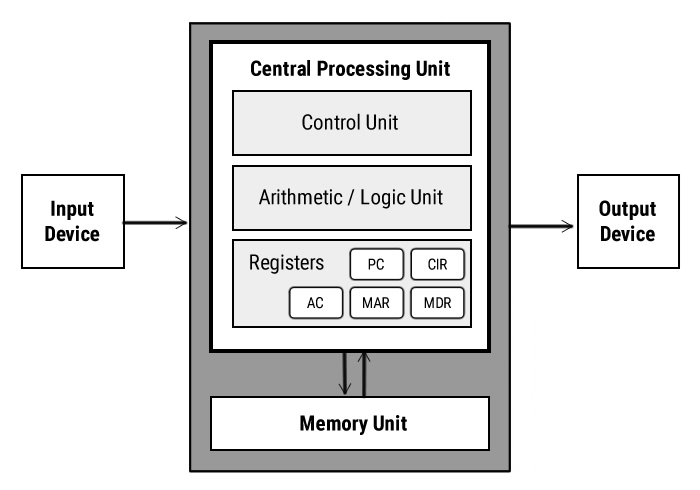 Central Processing Unit
Control Unit
Arithmetic / Logic Unit
Registers
PC
CIR
AC
MAR
MDR
Input
Device
Output
Device
Memory Unit